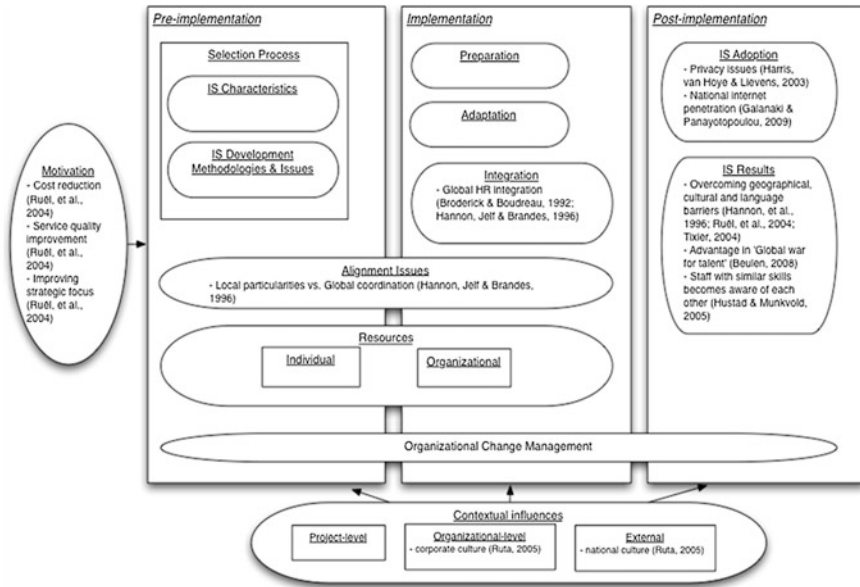 Pre-implementation
Implementation
Post-implementation
Selection Process
IS Characteristics
IS Development
Methodologies & Issues
Preparation
Adaptation
Integration
- Global HR integration
(Broderick & Boudreau, 1992;
Hannon, Jelf & Brandes, 1996)
IS Adoption
- Privacy issues (Harris,
van Hoye & Lievens, 2003)
- National internet
penetration (Galanaki &
Panayotopoulou, 2009)
IS Results
- Overcoming geographical,
cultural and language
barriers (Hannon, et al.,
1996; Ruël, et al., 2004;
Tixier, 2004)
- Advantage in 'Global war
for talent' (Beulen, 2008)
- Staff with similar skills
becomes aware of each
other (Hustad & Munkvold,
2005)
Motivation
- Cost reduction
(Ruël, et al.,
2004)
- Service quality
improvement
(Ruël, et al.,
2004)
- Improving
strategic focus
(Ruël, et al.,
2004)
Alignment Issues
- Local particularities vs. Global coordination (Hannon, Jelf & Brandes,
1996)
Resources
Individual
Organizational
Organizational Change Management
Contextual influences
Project-level
Organizational-level
- corporate culture (Ruta, 2005)
External
- national culture (Ruta, 2005)